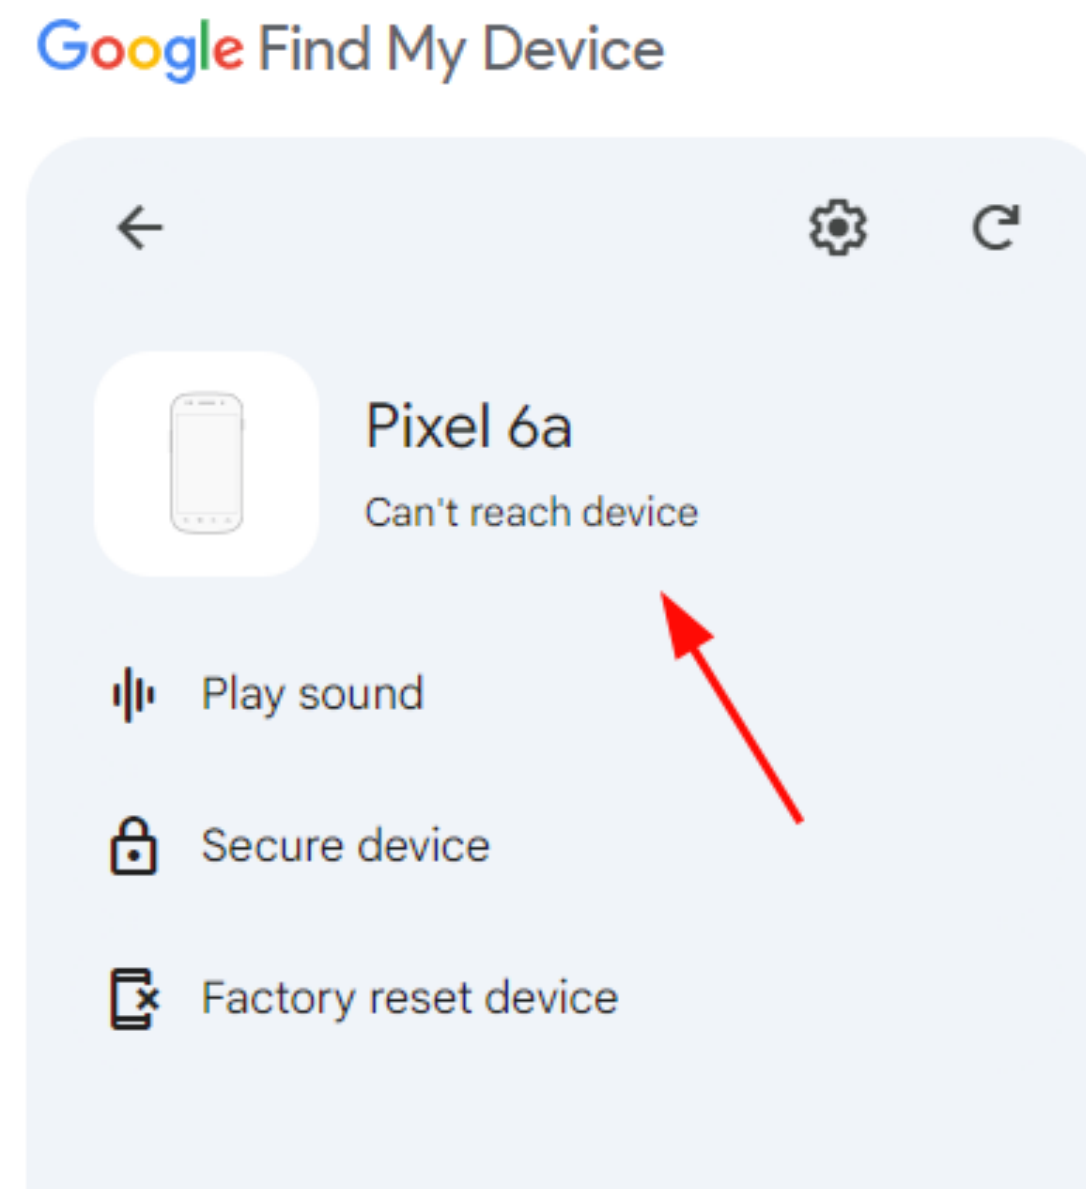 Google Find My Device
Pixel 6a
Can't reach device
Play sound
Secure device
Factory reset device